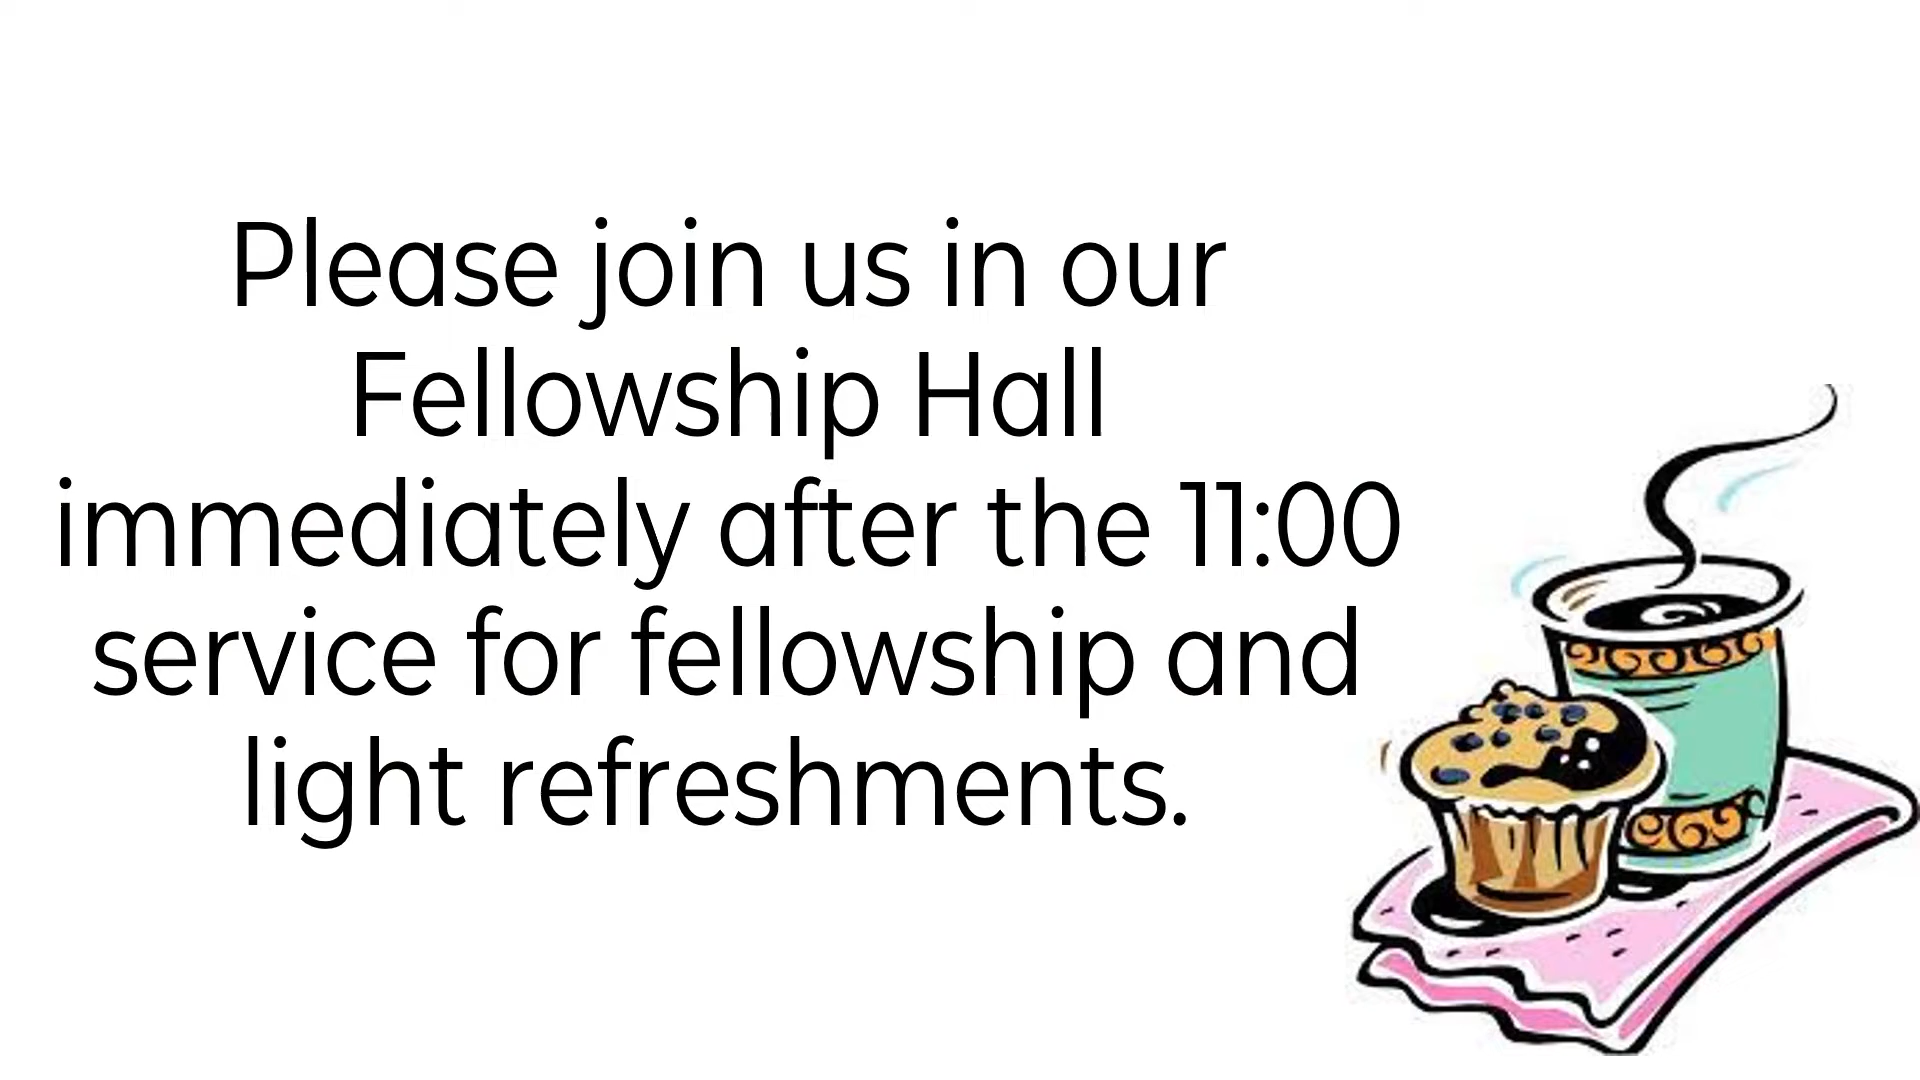 Please join us in our
Fellowship Hall
immediately after the 11:00
service for fellowship and
light refreshments.